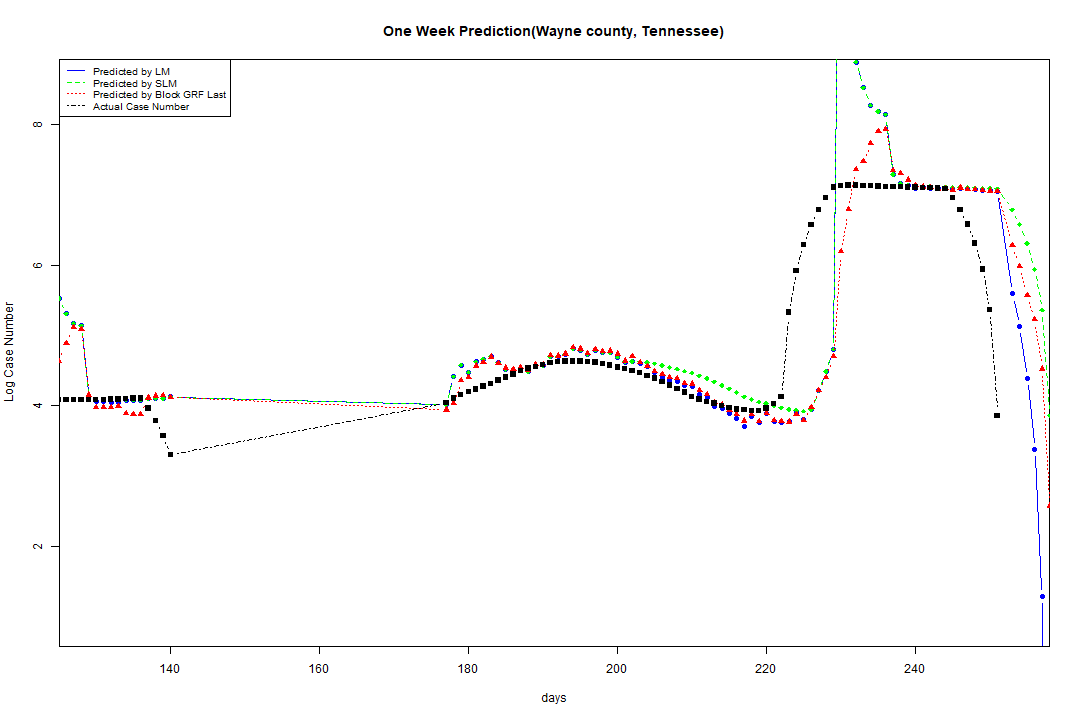 One Week Prediction(Wayne county, Tennessee)
Predicted by LM
Predicted by SLM
Predicted by Block GRF Last
Actual Case Number
8
6
4
2
Log Case Number
140 160 180 200 220 240
days